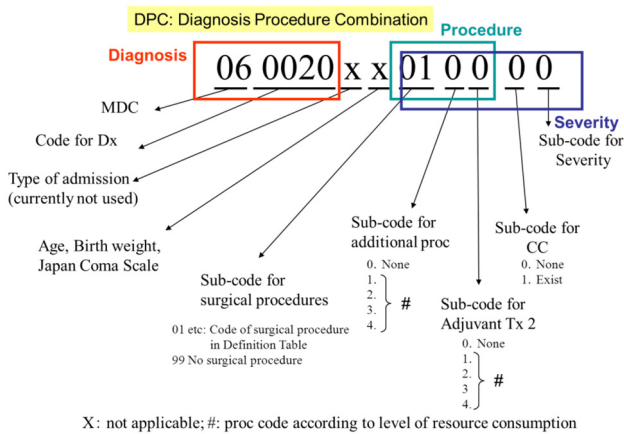 DPC: Diagnosis Procedure Combination
Procedure
Diagnosis
06 0020 x x 01 0 0 0 0
MDC
Severity
Code for Dx
Sub-code for
Severity
Type of admission
(currently not used)
Age, Birth weight,
Japan Coma Scale
Sub-code for
additional proc
0. None
1.
2.
3.
4.
#
Sub-code for
CC
0. None
1. Exist
Sub-code for
surgical procedures
01 etc: Code of surgical procedure
in Definition Table
99 No surgical procedure
Sub-code for
Adjuvant Tx 2
0. None
1.
2.
3
4.
#
X: not applicable; #: proc code according to level of resource consumption